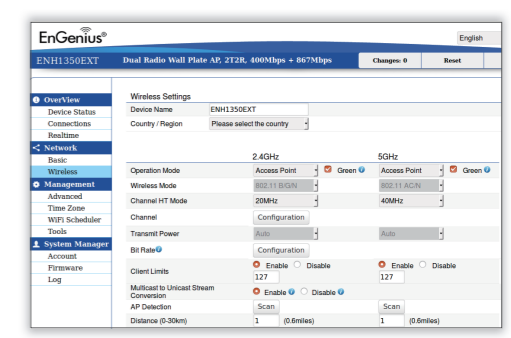 EnGenius®
English
ENH1350EXT
Dual Radio Wall Plate AP, 2T2R, 400Mbps + 867Mbps
Changes: 0
Reset
OverView
Device Status
Connections
Realtime
Network
Basic
Wireless
Management
Advanced
Time Zone
WiFi Scheduler
Tools
System Manager
Account
Firmware
Log
Wireless Settings
Device Name ENH1350EXT
Country / Region Please select the country
2.4GHz 5GHz
Operation Mode Access Point Green Access Point Green
Wireless Mode 802.11 B/G/N 802.11 AC/N
Channel HT Mode 20MHz 40MHz
Channel Configuration
Transmit Power Auto Auto
Bit Rate Configuration
Client Limits Enable Disable Enable Disable
127 127
Multicast to Unicast Stream
Conversion Enable Disable
AP Detection Scan Scan
Distance (0-30km) 1 (0.6miles) 1 (0.6miles)